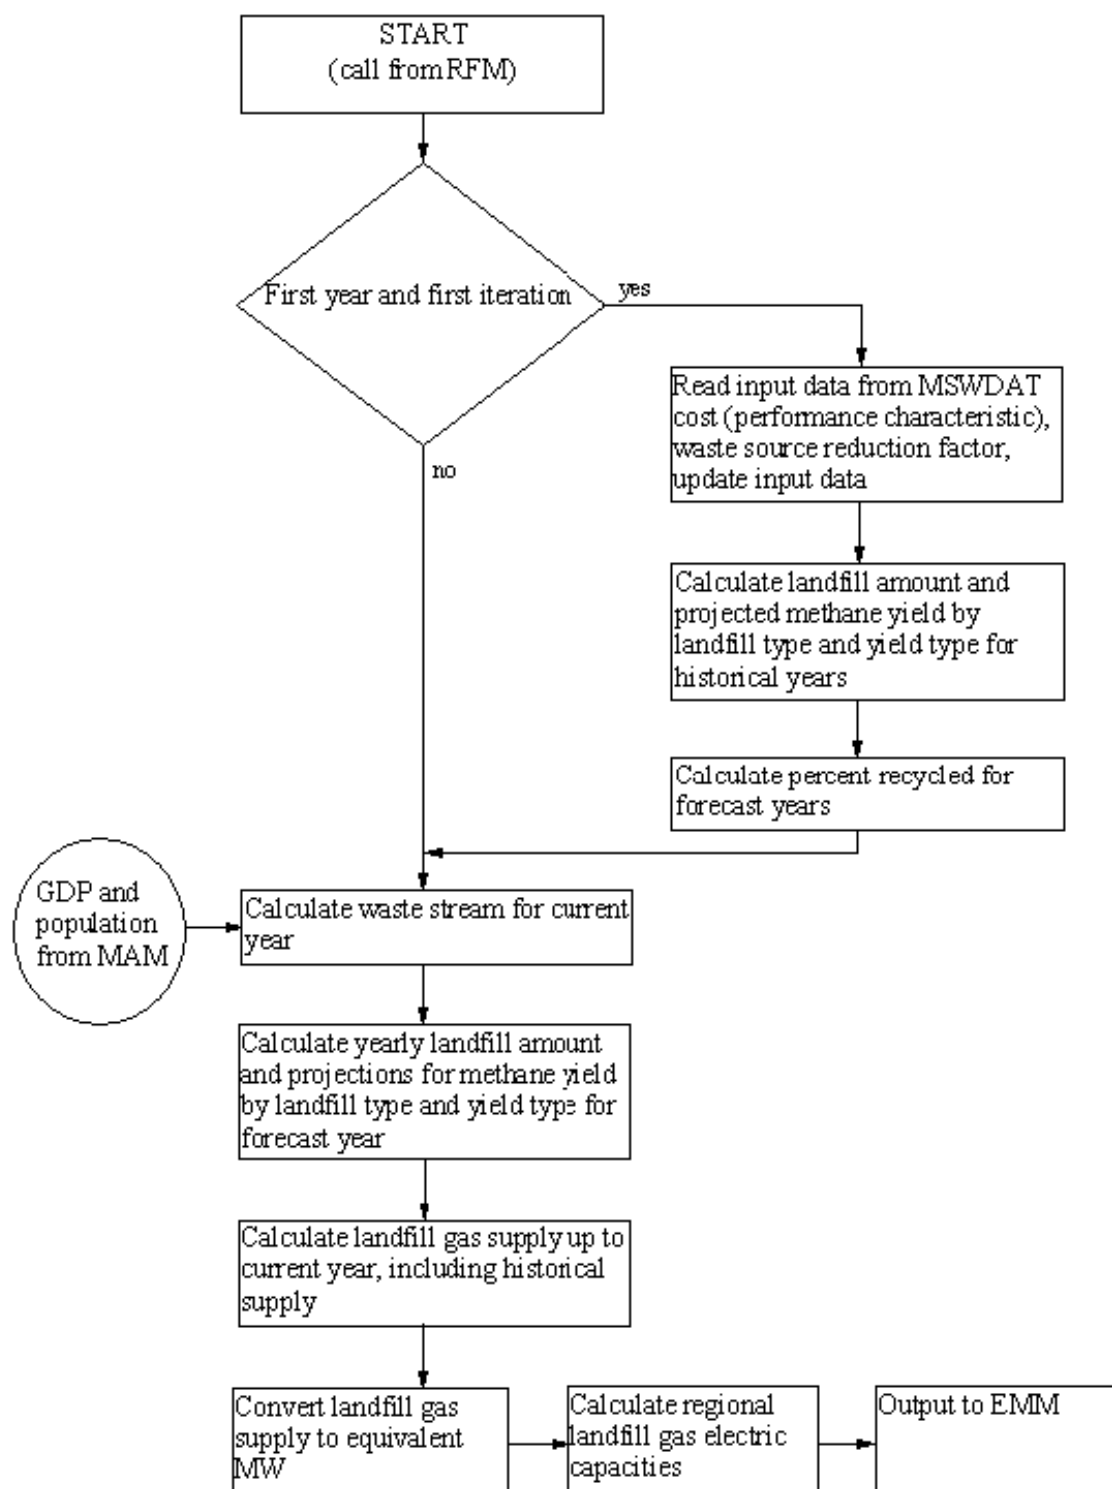 START
(call from RFM)
First year and first iteration
yes
no
Read input data from MSWDAT
cost (performance characteristic),
waste source reduction factor,
update input data
Calculate landfill amount and
projected methane yield by
landfill type and yield type for
historical years
Calculate percent recycled for
forecast years
GDP and
population
from MAM
Calculate waste stream for current
year
Calculate yearly landfill amount
and projections for methane yield
by landfill type and yield type for
forecast year
Calculate landfill gas supply up to
current year, including historical
supply
Convert landfill gas
supply to equivalent
MW
Calculate regional
landfill gas electric
capacities
Output to EMM